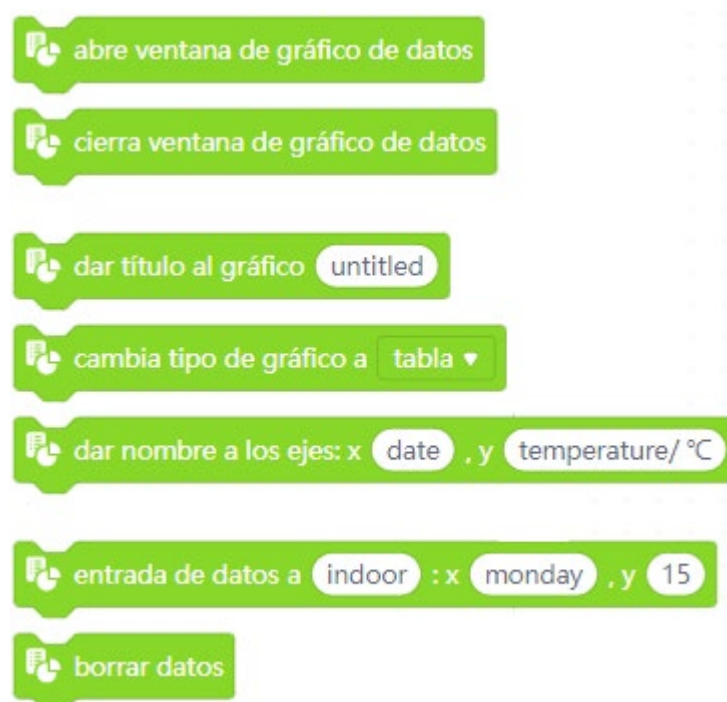 abre ventana de gráfico de datos
cierra ventana de gráfico de datos
dar título al gráfico untitled
cambia tipo de gráfico a tabla
dar nombre a los ejes: x date , y temperature/ °C
entrada de datos a indoor : x monday , y 15
borrar datos